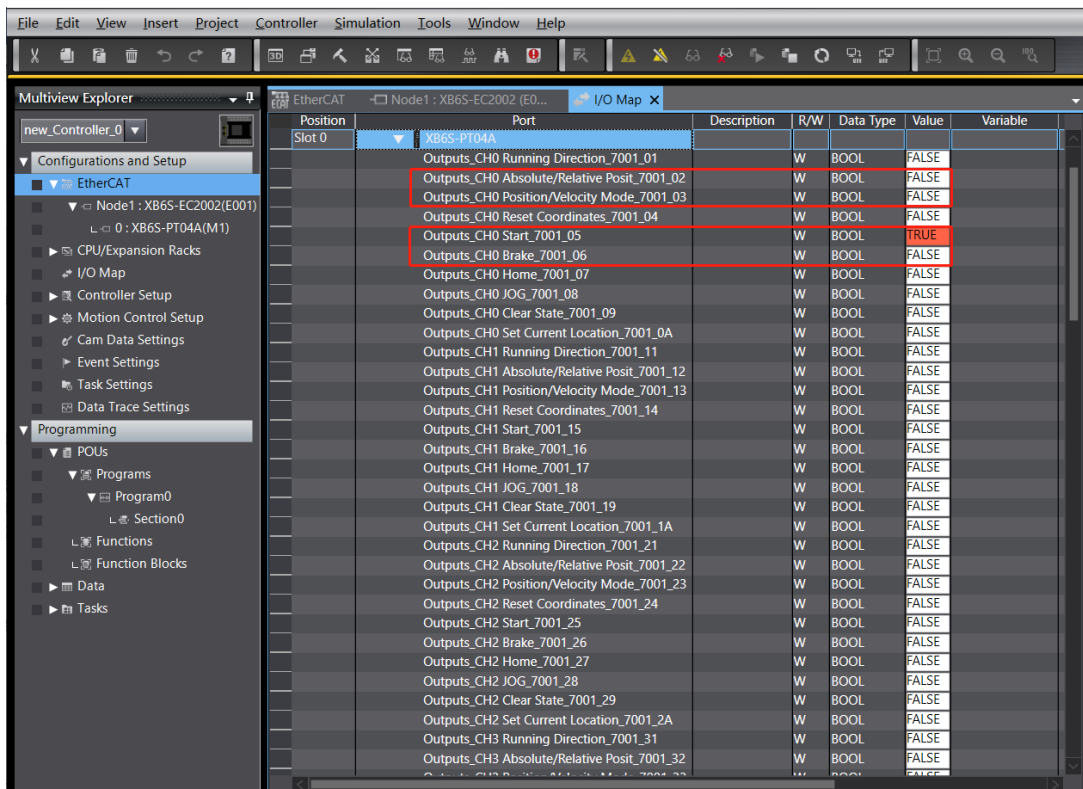 File Edit View Insert Project Controller Simulation Tools Window Help
Multiview Explorer
new_Controller_0
Configurations and Setup
EtherCAT
Node1 : XB6S-EC2002(E001)
0 : XB6S-PT04A(M1)
CPU/Expansion Racks
I/O Map
Controller Setup
Motion Control Setup
Cam Data Settings
Event Settings
Task Settings
Data Trace Settings
Programming
POUs
Programs
Program0
Section0
Functions
Function Blocks
Data
Tasks
EtherCAT Node1 : XB6S-EC2002 (E0... I/O Map
Position Port Description R/W Data Type Value Variable
Slot 0 XB6S-PT04A
Outputs_CH0 Running Direction_7001_01 W BOOL FALSE
Outputs_CH0 Absolute/Relative Posit_7001_02 W BOOL FALSE
Outputs_CH0 Position/Velocity Mode_7001_03 W BOOL FALSE
Outputs_CH0 Reset Coordinates_7001_04 W BOOL FALSE
Outputs_CH0 Start_7001_05 W BOOL TRUE
Outputs_CH0 Brake_7001_06 W BOOL FALSE
Outputs_CH0 Home_7001_07 W BOOL FALSE
Outputs_CH0 JOG_7001_08 W BOOL FALSE
Outputs_CH0 Clear State_7001_09 W BOOL FALSE
Outputs_CH0 Set Current Location_7001_0A W BOOL FALSE
Outputs_CH1 Running Direction_7001_11 W BOOL FALSE
Outputs_CH1 Absolute/Relative Posit_7001_12 W BOOL FALSE
Outputs_CH1 Position/Velocity Mode_7001_13 W BOOL FALSE
Outputs_CH1 Reset Coordinates_7001_14 W BOOL FALSE
Outputs_CH1 Start_7001_15 W BOOL FALSE
Outputs_CH1 Brake_7001_16 W BOOL FALSE
Outputs_CH1 Home_7001_17 W BOOL FALSE
Outputs_CH1 JOG_7001_18 W BOOL FALSE
Outputs_CH1 Clear State_7001_19 W BOOL FALSE
Outputs_CH1 Set Current Location_7001_1A W BOOL FALSE
Outputs_CH2 Running Direction_7001_21 W BOOL FALSE
Outputs_CH2 Absolute/Relative Posit_7001_22 W BOOL FALSE
Outputs_CH2 Position/Velocity Mode_7001_23 W BOOL FALSE
Outputs_CH2 Reset Coordinates_7001_24 W BOOL FALSE
Outputs_CH2 Start_7001_25 W BOOL FALSE
Outputs_CH2 Brake_7001_26 W BOOL FALSE
Outputs_CH2 Home_7001_27 W BOOL FALSE
Outputs_CH2 JOG_7001_28 W BOOL FALSE
Outputs_CH2 Clear State_7001_29 W BOOL FALSE
Outputs_CH2 Set Current Location_7001_2A W BOOL FALSE
Outputs_CH3 Running Direction_7001_31 W BOOL FALSE
Outputs_CH3 Absolute/Relative Posit_7001_32 W BOOL FALSE